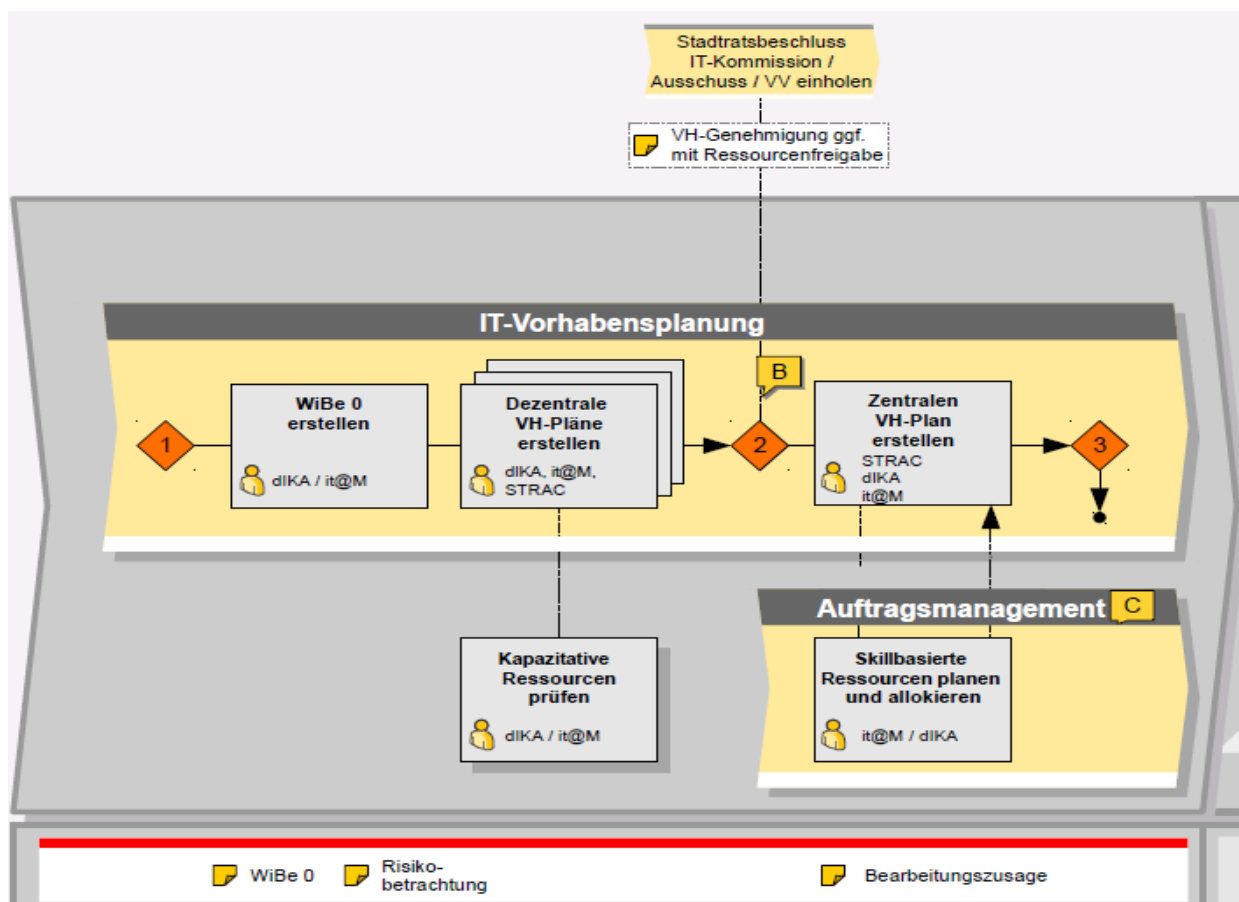 Stadtratsbeschluss
IT-Kommission /
Ausschuss / VV einholen
VH-Genehmigung ggf.
mit Ressourcenfreigabe
IT-Vorhabensplanung
B
1
WiBe 0
erstellen
dIKA / it@M
Dezentrale
VH-Pläne
erstellen
dIKA, it@M,
STRAC
2
Zentralen
VH-Plan
erstellen
STRAC
dIKA
it@M
3
Auftragsmanagement
C
Kapazitative
Ressourcen
prüfen
dIKA / it@M
Skillbasierte
Ressourcen planen
und allokieren
it@M / dIKA
WiBe 0
Risiko-
betrachtung
Bearbeitungszusage